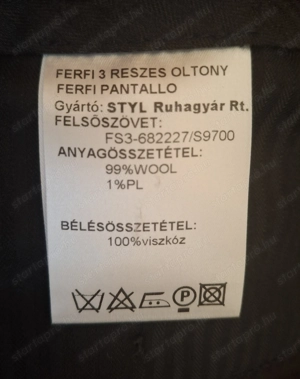 FERFI 3 RESZES OLTONY
FERFI PANTALLO
Gyártó: STYL Ruhagyár Rt.
FELSŐSZÖVET:
FS3-682227/S9700
ANYAGÖSSZETÉTEL:
99%WOOL
1%PL
BÉLÉSÖSSZETÉTEL:
100%viszkóz
P